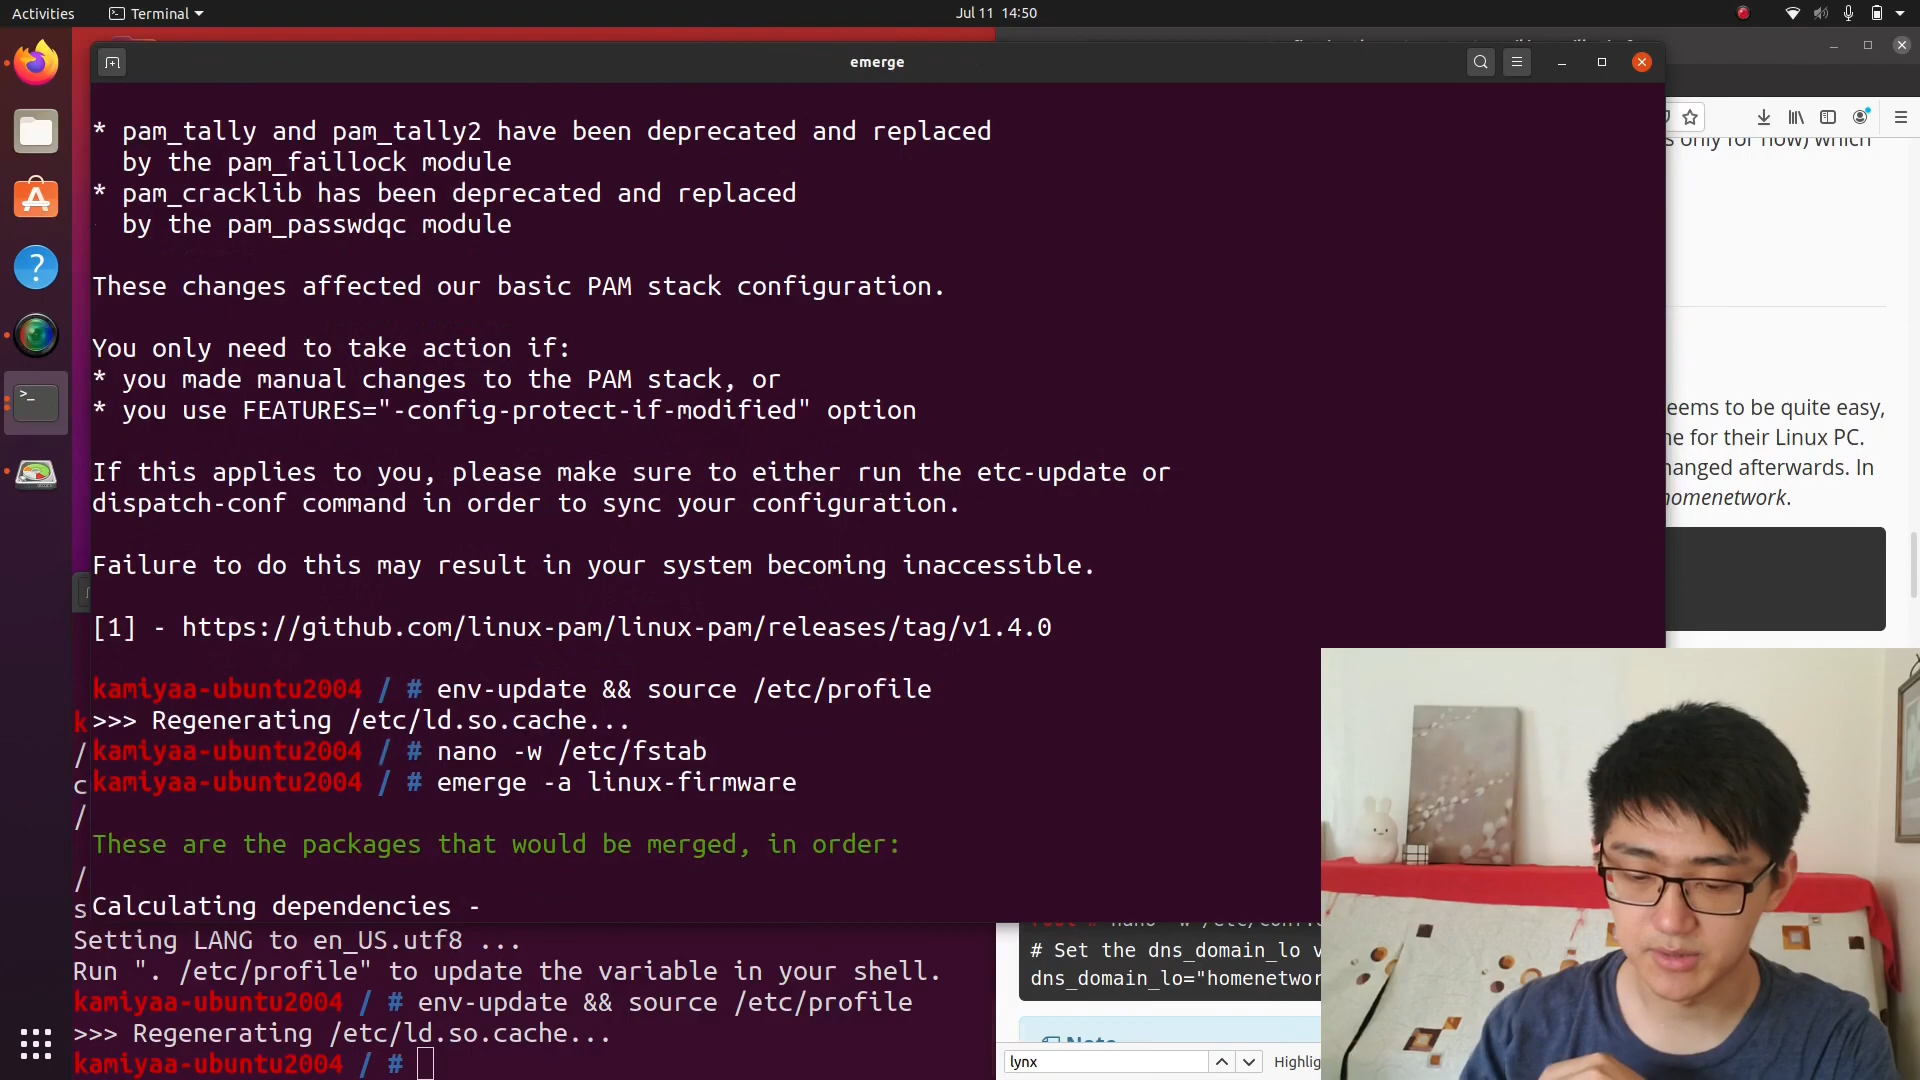 Activities
Terminal
Jul 11 14:50
emerge
* pam_tally and pam_tally2 have been deprecated and replaced
by the pam_faillock module
* pam_cracklib has been deprecated and replaced
by the pam_passwdqc module
These changes affected our basic PAM stack configuration.
You only need to take action if:
* you made manual changes to the PAM stack, or
* you use FEATURES="-config-protect-if-modified" option
If this applies to you, please make sure to either run the etc-update or
dispatch-conf command in order to sync your configuration.
Failure to do this may result in your system becoming inaccessible.
[1] - https://github.com/linux-pam/linux-pam/releases/tag/v1.4.0
kamiyaa-ubuntu2004 / # env-update && source /etc/profile
>>> Regenerating /etc/ld.so.cache...
kamiyaa-ubuntu2004 / # nano -w /etc/fstab
kamiyaa-ubuntu2004 / # emerge -a linux-firmware
These are the packages that would be merged, in order:
Calculating dependencies -
k
/
c
/
/
s
Setting LANG to en_US.utf8 ...
Run ". /etc/profile" to update the variable in your shell.
kamiyaa-ubuntu2004 / # env-update && source /etc/profile
>>> Regenerating /etc/ld.so.cache...
kamiyaa-ubuntu2004 / #
s only for now) which
eems to be quite easy,
ne for their Linux PC.
hanged afterwards. In
homenetwork.
# Set the dns_domain_lo v
dns_domain_lo="homenetwor
Note
lynx
Highlig